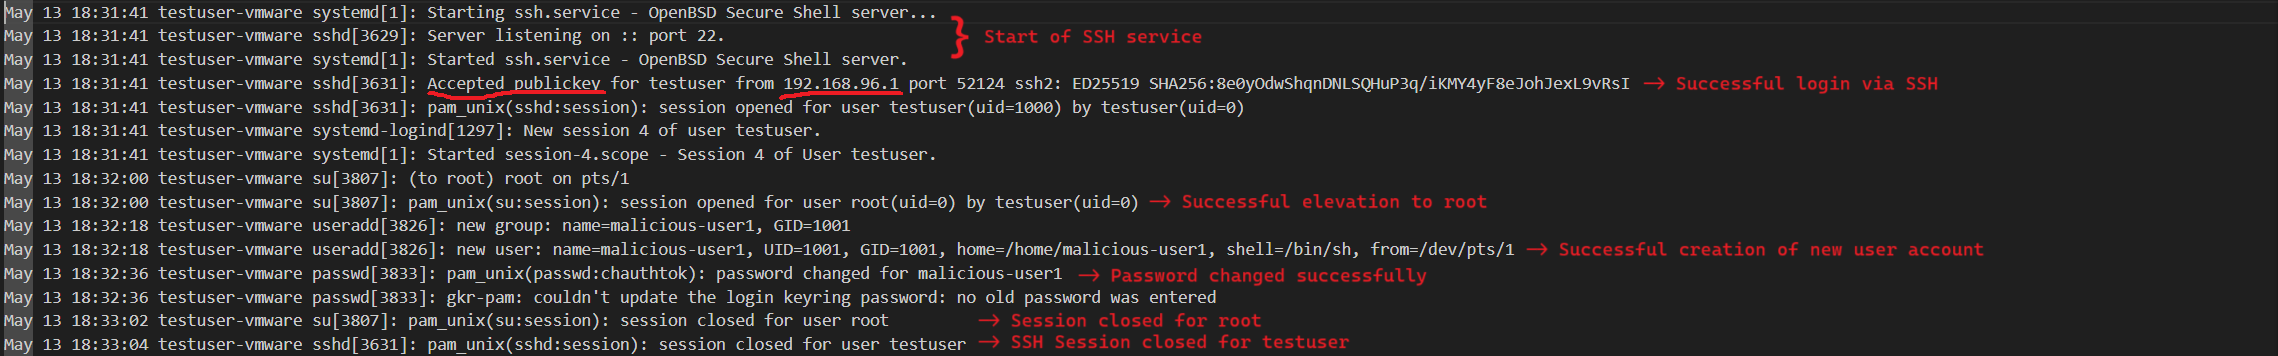 May 13 18:31:41 testuser-vmware systemd[1]: Starting ssh.service - OpenBSD Secure Shell server...
May 13 18:31:41 testuser-vmware sshd[3629]: Server listening on :: port 22.
Start of SSH service
May 13 18:31:41 testuser-vmware systemd[1]: Started ssh.service - OpenBSD Secure Shell server.
May 13 18:31:41 testuser-vmware sshd[3631]: Accepted publickey for testuser from 192.168.96.1 port 52124 ssh2: ED25519 SHA256:8e0yOdwShqnDNLSQHuP3q/iKMY4yF8eJohJexL9vRsI → Successful login via SSH
May 13 18:31:41 testuser-vmware sshd[3631]: pam_unix(sshd:session): session opened for user testuser(uid=1000) by testuser(uid=0)
May 13 18:31:41 testuser-vmware systemd-logind[1297]: New session 4 of user testuser.
May 13 18:31:41 testuser-vmware systemd[1]: Started session-4.scope - Session 4 of User testuser.
May 13 18:32:00 testuser-vmware su[3807]: (to root) root on pts/1
May 13 18:32:00 testuser-vmware su[3807]: pam_unix(su:session): session opened for user root(uid=0) by testuser(uid=0) → Successful elevation to root
May 13 18:32:18 testuser-vmware useradd[3826]: new group: name=malicious-user1, GID=1001
May 13 18:32:18 testuser-vmware useradd[3826]: new user: name=malicious-user1, UID=1001, GID=1001, home=/home/malicious-user1, shell=/bin/sh, from=/dev/pts/1 → Successful creation of new user account
May 13 18:32:36 testuser-vmware passwd[3833]: pam_unix(passwd:chauthtok): password changed for malicious-user1 → Password changed successfully
May 13 18:32:36 testuser-vmware passwd[3833]: gkr-pam: couldn't update the login keyring password: no old password was entered
May 13 18:33:02 testuser-vmware su[3807]: pam_unix(su:session): session closed for user root → Session closed for root
May 13 18:33:04 testuser-vmware sshd[3631]: pam_unix(sshd:session): session closed for user testuser → SSH Session closed for testuser